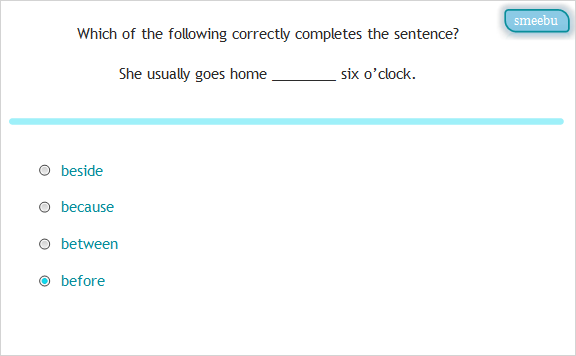 smeebu
Which of the following correctly completes the sentence?
She usually goes home ________ six o’clock.
beside
because
between
before